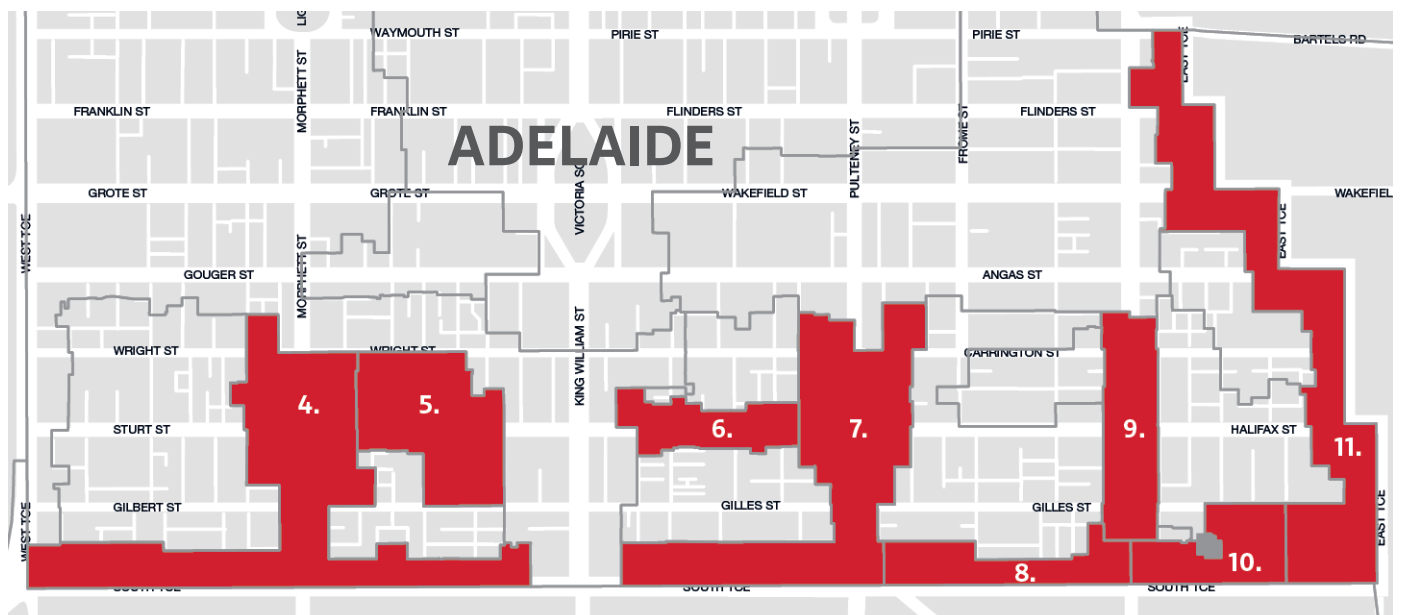 WAYMOUTH ST
PIRIE ST
PIRIE ST
BARTELS RD
EAST TCE
MORPHETT ST
FRANKLIN ST
FRANKLIN ST
FLINDERS ST
FLINDERS ST
FROME ST
PULTENEY ST
ADELAIDE
VICTORIA SQ
GROTE ST
GROTE ST
WAKEFIELD ST
WAKEFIEL
WEST TCE
MORPHETT ST
EAST TCE
GOUGER ST
ANGAS ST
KING WILLIAM ST
WRIGHT ST
WRIGHT ST
CARRINGTON ST
4.
5.
6.
7.
9.
STURT ST
HALIFAX ST
11.
GILBERT ST
GILLES ST
GILLES ST
WEST TCE
EAST TCE
8.
10.
SOUTH TCE
SOUTH TCE
SOUTH TCE